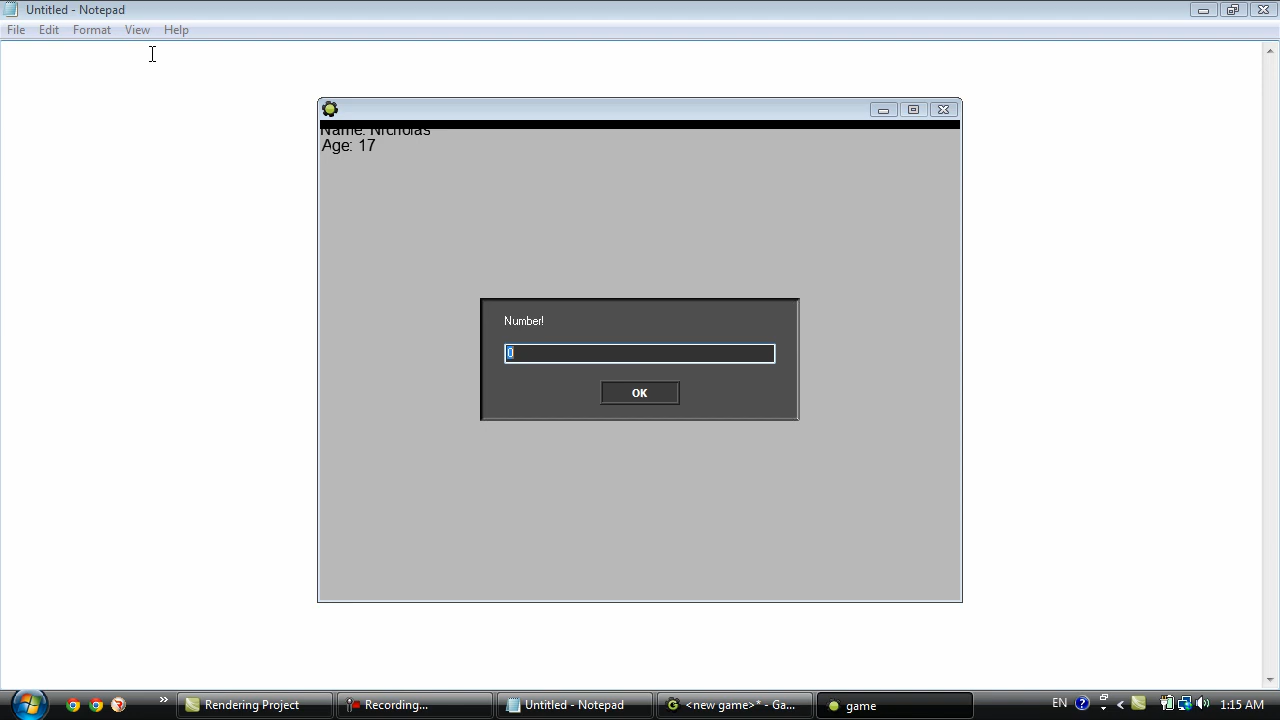 Untitled - Notepad
File Edit Format View Help
Name: Nicholas
Age: 17
Number!
0
OK
» Rendering Project Recording... Untitled - Notepad <new game>* - Ga... game EN ? < 1:15 AM